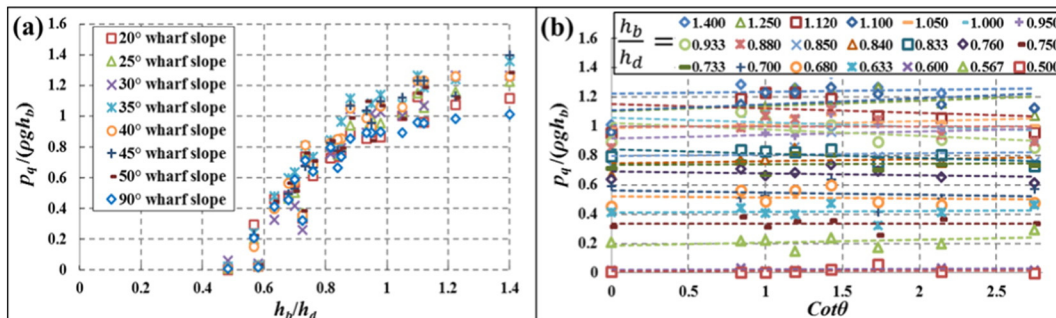 (a)
p_q/(ρgh_b)
1.6
1.4
1.2
1
0.8
0.6
0.4
0.2
0
20° wharf slope
25° wharf slope
30° wharf slope
35° wharf slope
40° wharf slope
45° wharf slope
50° wharf slope
90° wharf slope
0 0.2 0.4 0.6 0.8 1 1.2 1.4
h_b/h_d
(b)
h_b/h_d =
1.400 1.250 1.120 1.100 1.050 1.000 0.950
0.933 0.880 0.850 0.840 0.833 0.760 0.750
0.733 0.700 0.680 0.633 0.600 0.567 0.500
p_q/(ρgh_b)
1.6
1.4
1.2
1
0.8
0.6
0.4
0.2
0
0 0.5 1 1.5 2 2.5
Cotθ